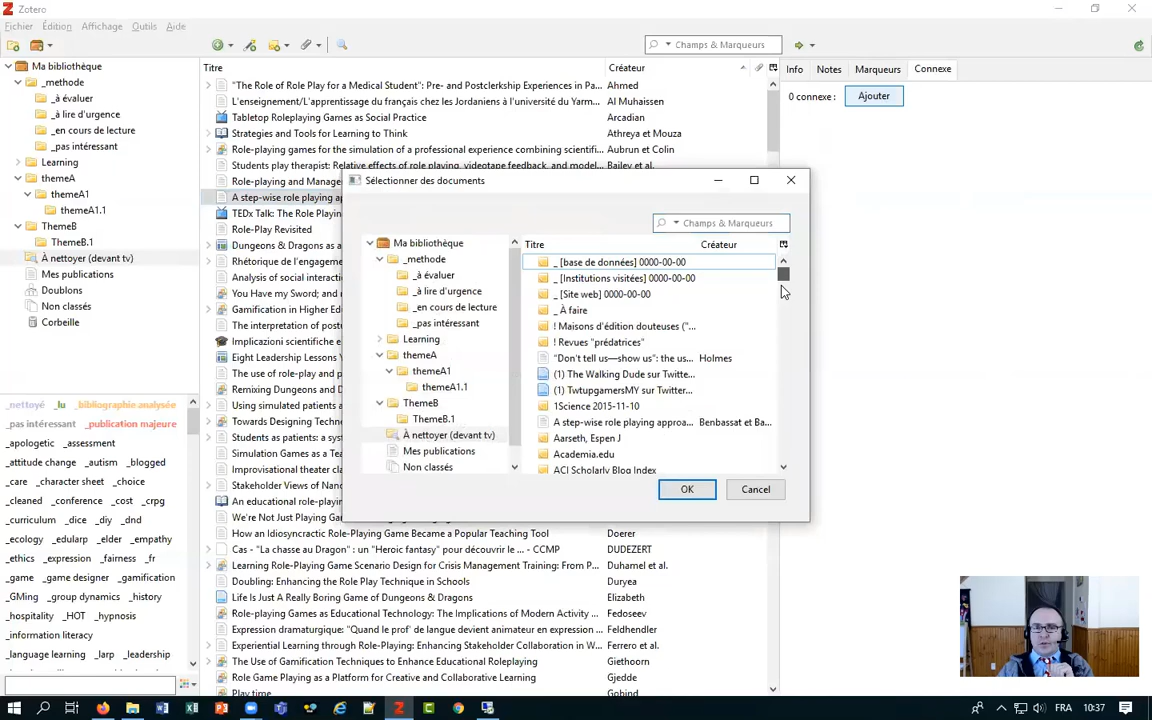 Zotero
Fichier Édition Affichage Outils Aide
Champs & Marqueurs
Ma bibliothèque
_methode
_à évaluer
_à lire d'urgence
_en cours de lecture
_pas intéressant
Learning
themeA
themeA1
themeA1.1
ThemeB
ThemeB.1
À nettoyer (devant tv)
Mes publications
Doublons
Non classés
Corbeille
_nettoyé _lu _bibliographie analysée
_pas intéressant _publication majeure
_apologetic _assessment
_attitude change _autism _blogged
_care _character sheet _choice
_cleaned _conference _cost _crpg
_curriculum _dice _diy _dnd
_ecology _edularp _elder _empathy
_ethics _expression _fairness _fr
_game _game designer _gamification
_GMing _group dynamics _history
_hospitality _HOT _hypnosis
_information literacy
_language learning _larp _leadership
Titre Créateur
"The Role of Role Play for a Medical Student": Pre- and Postclerkship Experiences in Pa... Ahmed
L'enseignement/L'apprentissage du français chez les Jordaniens à l'université du Yarm... Al Muhaissen
Tabletop Roleplaying Games as Social Practice Arcadian
Strategies and Tools for Learning to Think Athreya et Mouza
Role-playing games for the simulation of a professional experience combining scientifi... Aubrun et Colin
Students play therapist: Relative effects of role playing, videotape feedback, and model... Bailey et al.
Role-playing and Manage
A step-wise role playing ap
TEDx Talk: The Role Playin
Role-Play Revisited
Dungeons & Dragons as a
Rhétorique de l'engageme
Analysis of social interactic
You Have my Sword; and
Gamification in Higher
The interpretation of poste
Implicazioni scientifiche e
Eight Leadership Lessons Y
The use of role-play and p
Remixing Dungeons and D
Using simulated patients a
Towards Designing Techn
Students as patients: a syst
Simulation Games as a Tea
Improvisational theater cla
Stakeholder Views of Nano
An educational role-playin
We're Not Just Playing Gam
How an Idiosyncractic Role-Playing Game Became a Popular Teaching Tool Doerer
Cas - "La chasse au Dragon" : un "Heroic fantasy" pour découvrir le ... - CCMP DUDEZERT
Learning Role-Playing Game Scenario Design for Crisis Management Training: From P... Duhamel et al.
Doubling: Enhancing the Role Play Technique in Schools Duryea
Life Is Just A Really Boring Game of Dungeons & Dragons Elizabeth
Role-playing Games as Educational Technology: The Implications of Modern Activity ... Fedoseev
Expression dramaturgique: "Quand le prof' de langue devient animateur en expression ... Feldhendler
Experiential Learning through Role-Playing: Enhancing Stakeholder Collaboration in W... Ferrero et al.
The Use of Gamification Techniques to Enhance Educational Roleplaying Giethoorn
Role Game Playing as a Platform for Creative and Collaborative Learning Gjedde
Play time Gobind
Info Notes Marqueurs Connexe
0 connexe : Ajouter
Sélectionner des documents
Champs & Marqueurs
Ma bibliothèque
_methode
_à évaluer
_à lire d'urgence
_en cours de lecture
_pas intéressant
Learning
themeA
themeA1
themeA1.1
ThemeB
ThemeB.1
À nettoyer (devant tv)
Mes publications
Non classés
Titre Créateur
_ [base de données] 0000-00-00
_ [Institutions visitées] 0000-00-00
_ [Site web] 0000-00-00
_ À faire
! Maisons d'édition douteuses ("...
! Revues "prédatrices"
"Don't tell us—show us": the us... Holmes
(1) The Walking Dude sur Twitte...
(1) TwtupgamersMY sur Twitter...
1Science 2015-11-10
A step-wise role playing approa... Benbassat et Ba...
Aarseth, Espen J
Academia.edu
ACI Scholarly Blog Index
OK Cancel
FRA 10:37